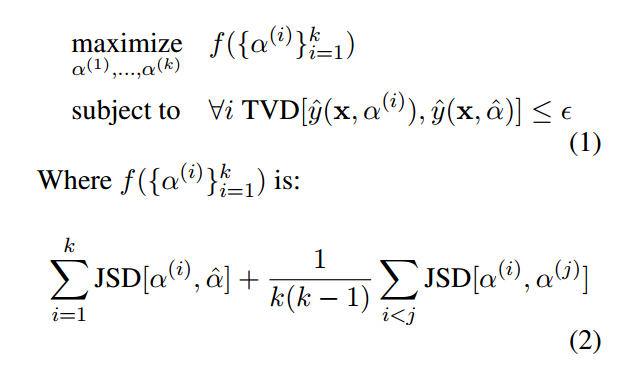 maximize f({α^(i)}_{i=1}^k)
α^(1),...,α^(k)
subject to ∀i TVD[ŷ(x, α^(i)), ŷ(x, α̂)] ≤ ϵ
(1)
Where f({α^(i)}_{i=1}^k) is:
∑_{i=1}^k JSD[α^(i), α̂] + 1/(k(k − 1)) ∑_{i<j} JSD[α^(i), α^(j)]
(2)